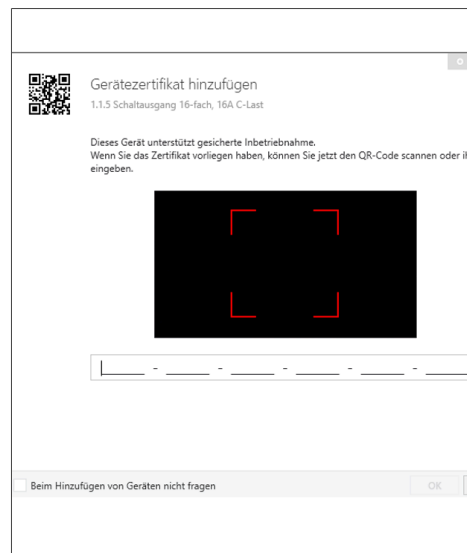 Gerätezertifikat hinzufügen
1.1.5 Schaltausgang 16-fach, 16A C-Last
Dieses Gerät unterstützt gesicherte Inbetriebnahme.
Wenn Sie das Zertifikat vorliegen haben, können Sie jetzt den QR-Code scannen oder
eingeben.
Beim Hinzufügen von Geräten nicht fragen
OK